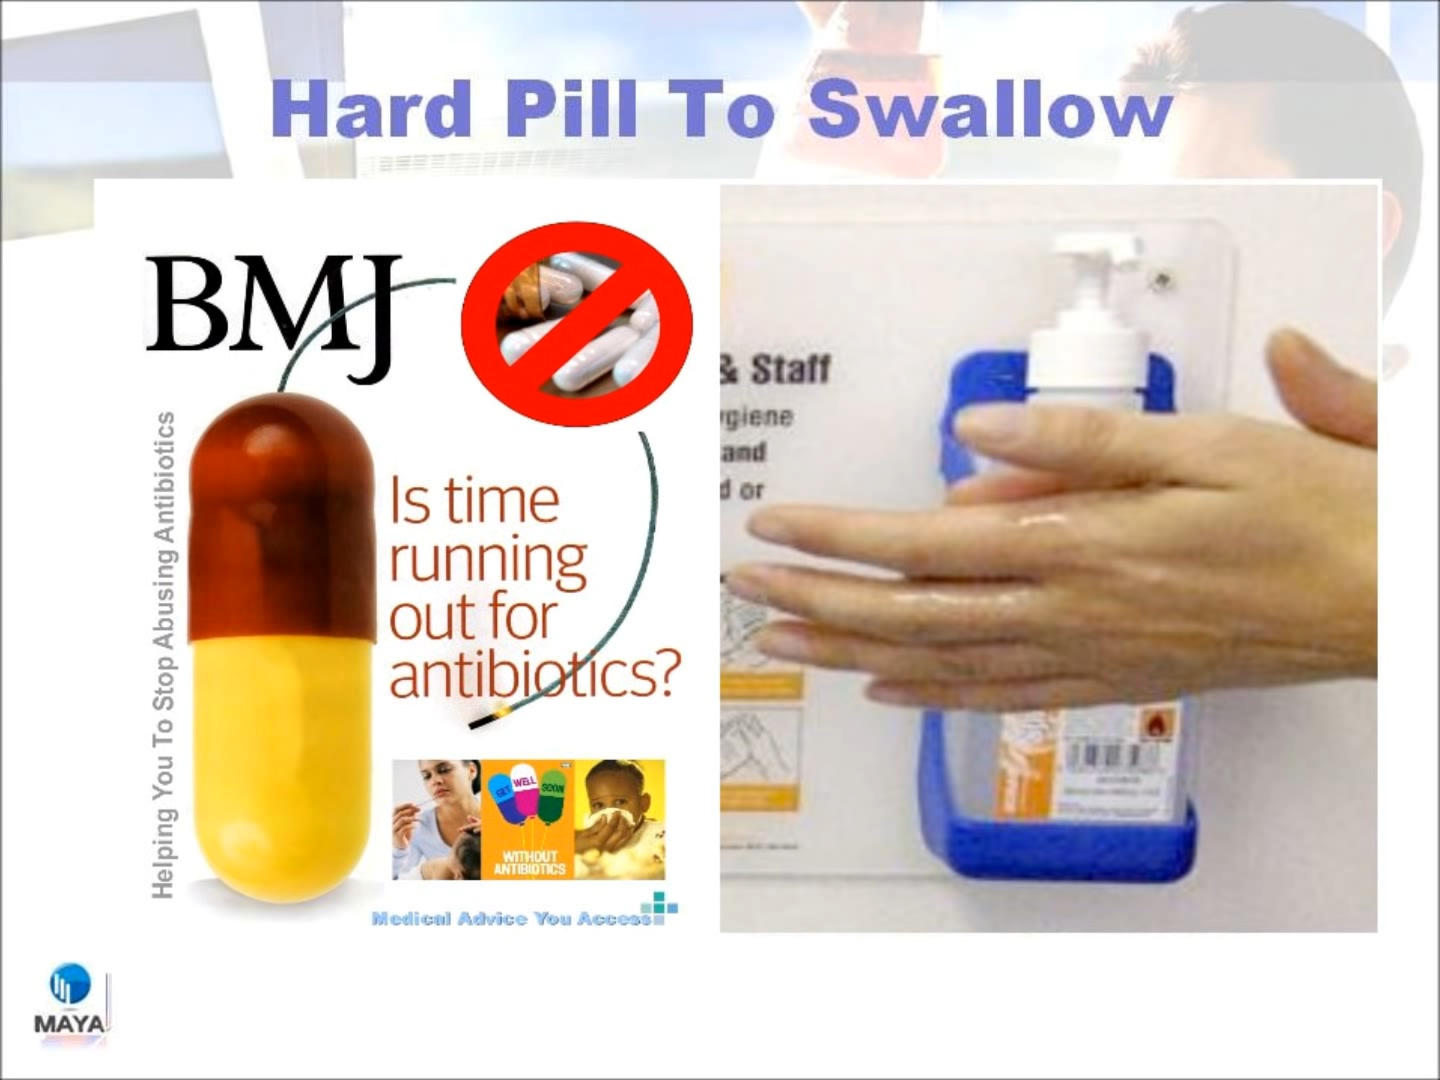 Hard Pill To Swallow
BMJ
Helping You To Stop Abusing Antibiotics
Is time
running
out for
antibiotics?
GET
WELL
SOON
WITHOUT
ANTIBIOTICS
Medical Advice You Access
& Staff
ygiene
and
d or
MAYA